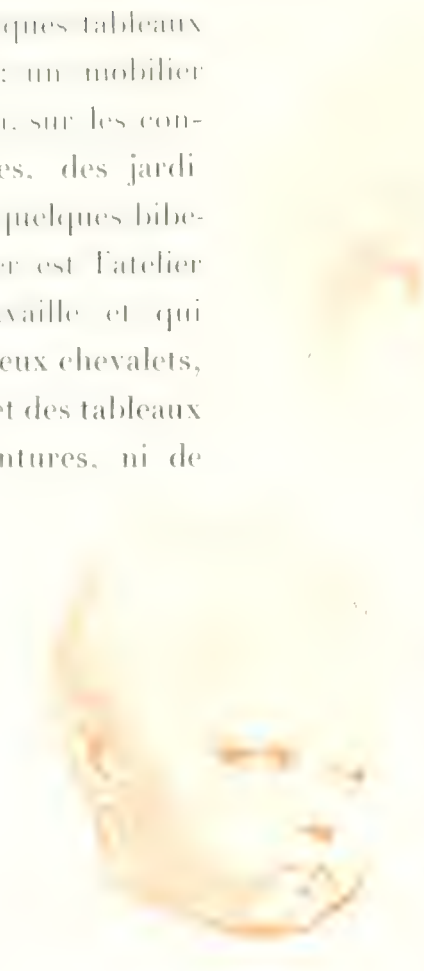 ques tableaux
: un mobilier
u. sur les con-
es. des jardi
quelques bibe-
er est l'atelier
vaille et qui
eux chevalets,
et des tableaux
ntures, ni de